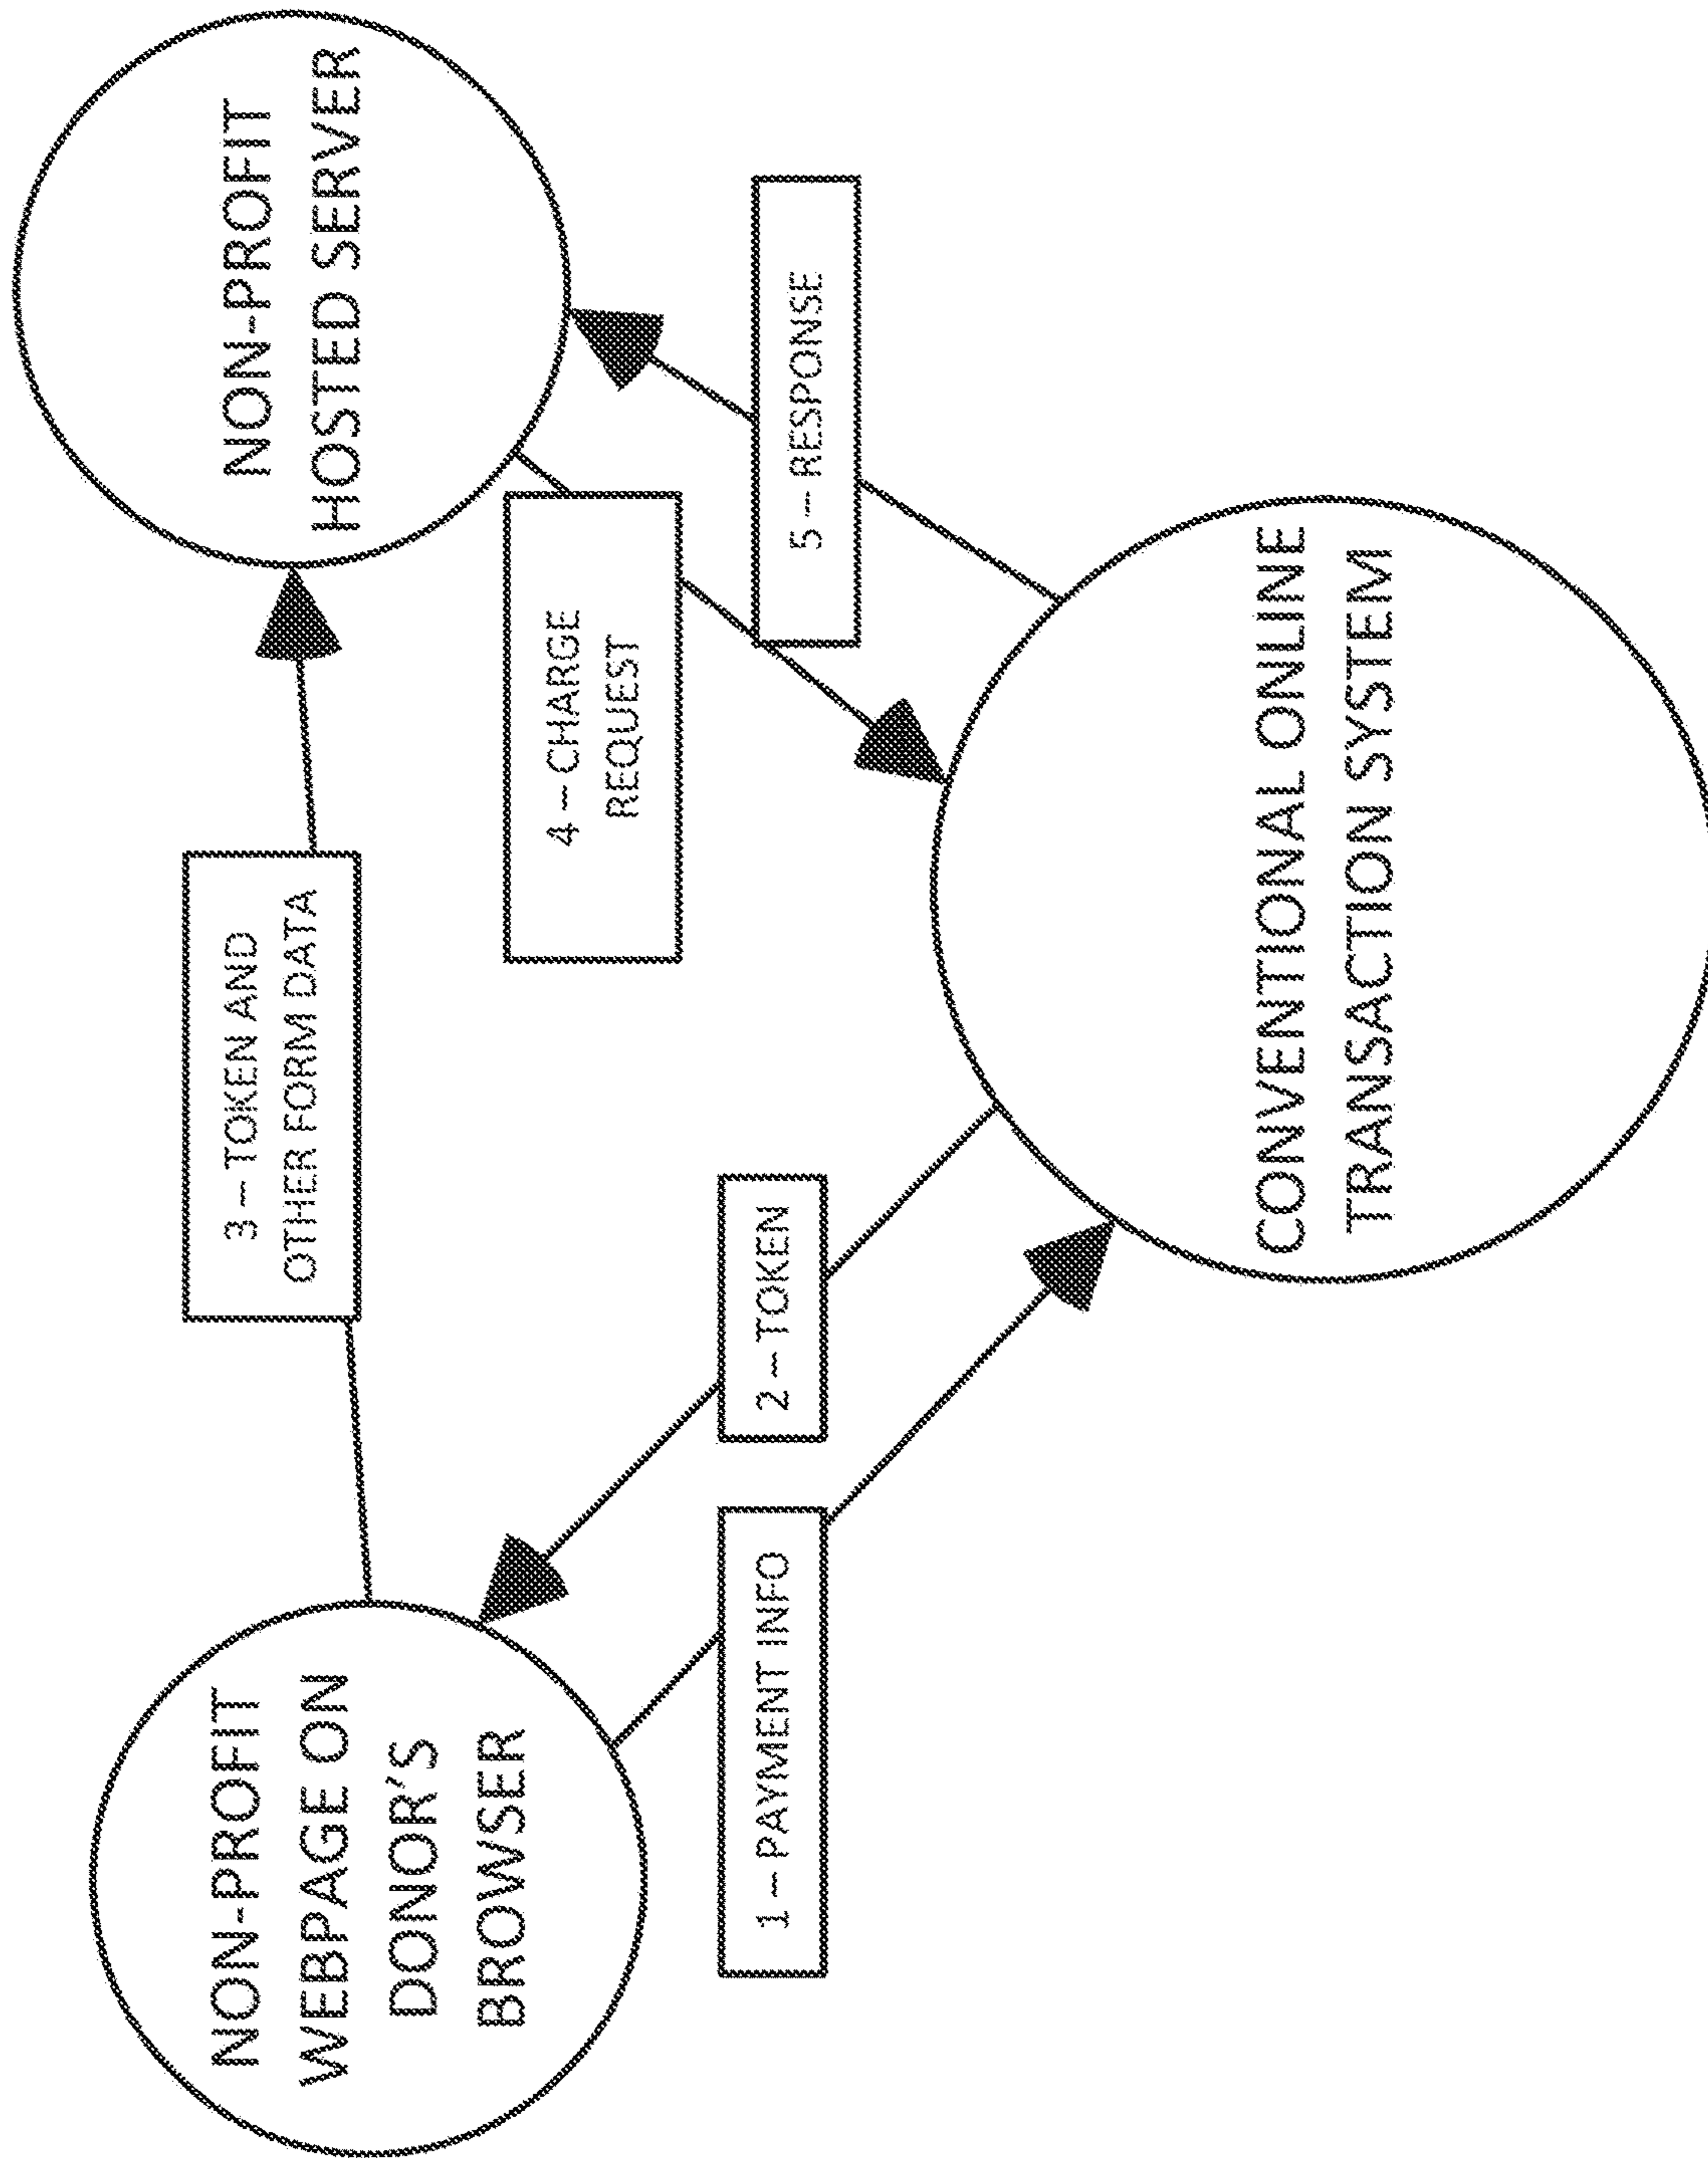 NON-PROFIT
WEBPAGE ON
DONOR'S
BROWSER
3 – TOKEN AND
OTHER FORM DATA
NON-PROFIT
HOSTED SERVER
4 – CHARGE
REQUEST
1 – PAYMENT INFO
2 – TOKEN
5 – RESPONSE
CONVENTIONAL ONLINE
TRANSACTION SYSTEM